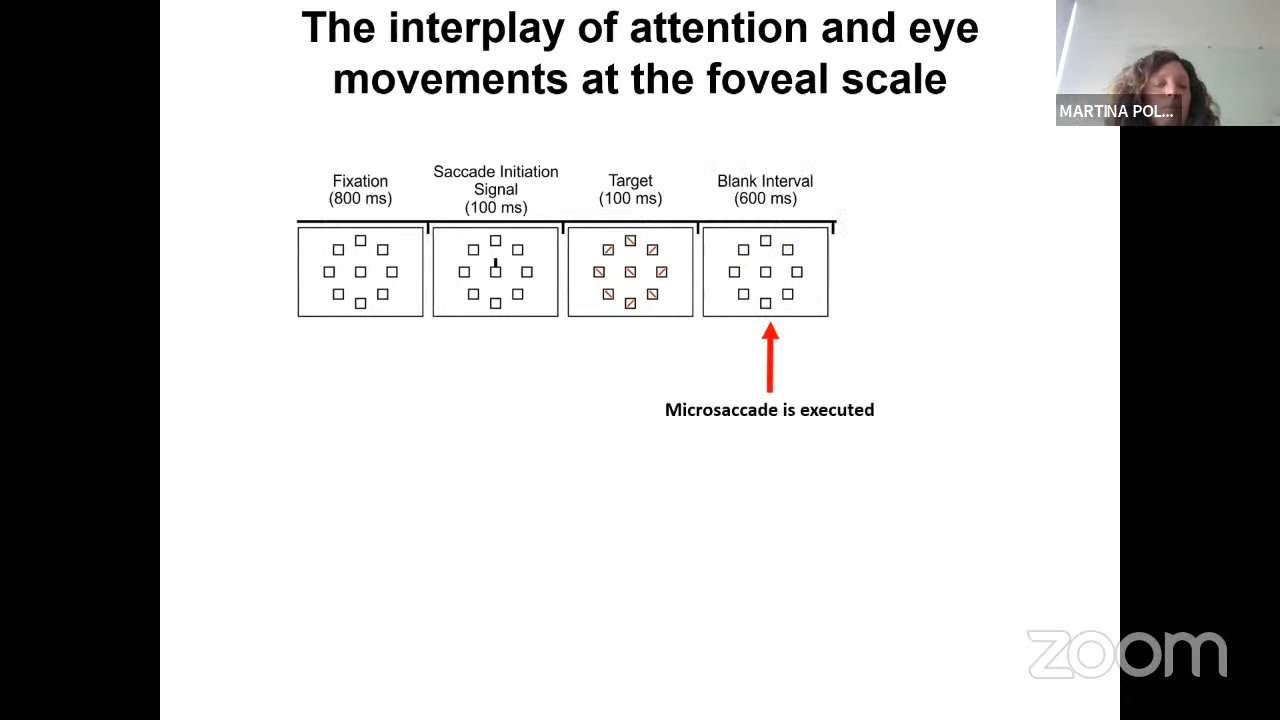 The interplay of attention and eye
movements at the foveal scale
MARTINA POL...
Fixation
(800 ms)
Saccade Initiation
Signal
(100 ms)
Target
(100 ms)
Blank Interval
(600 ms)
Microsaccade is executed
zoom